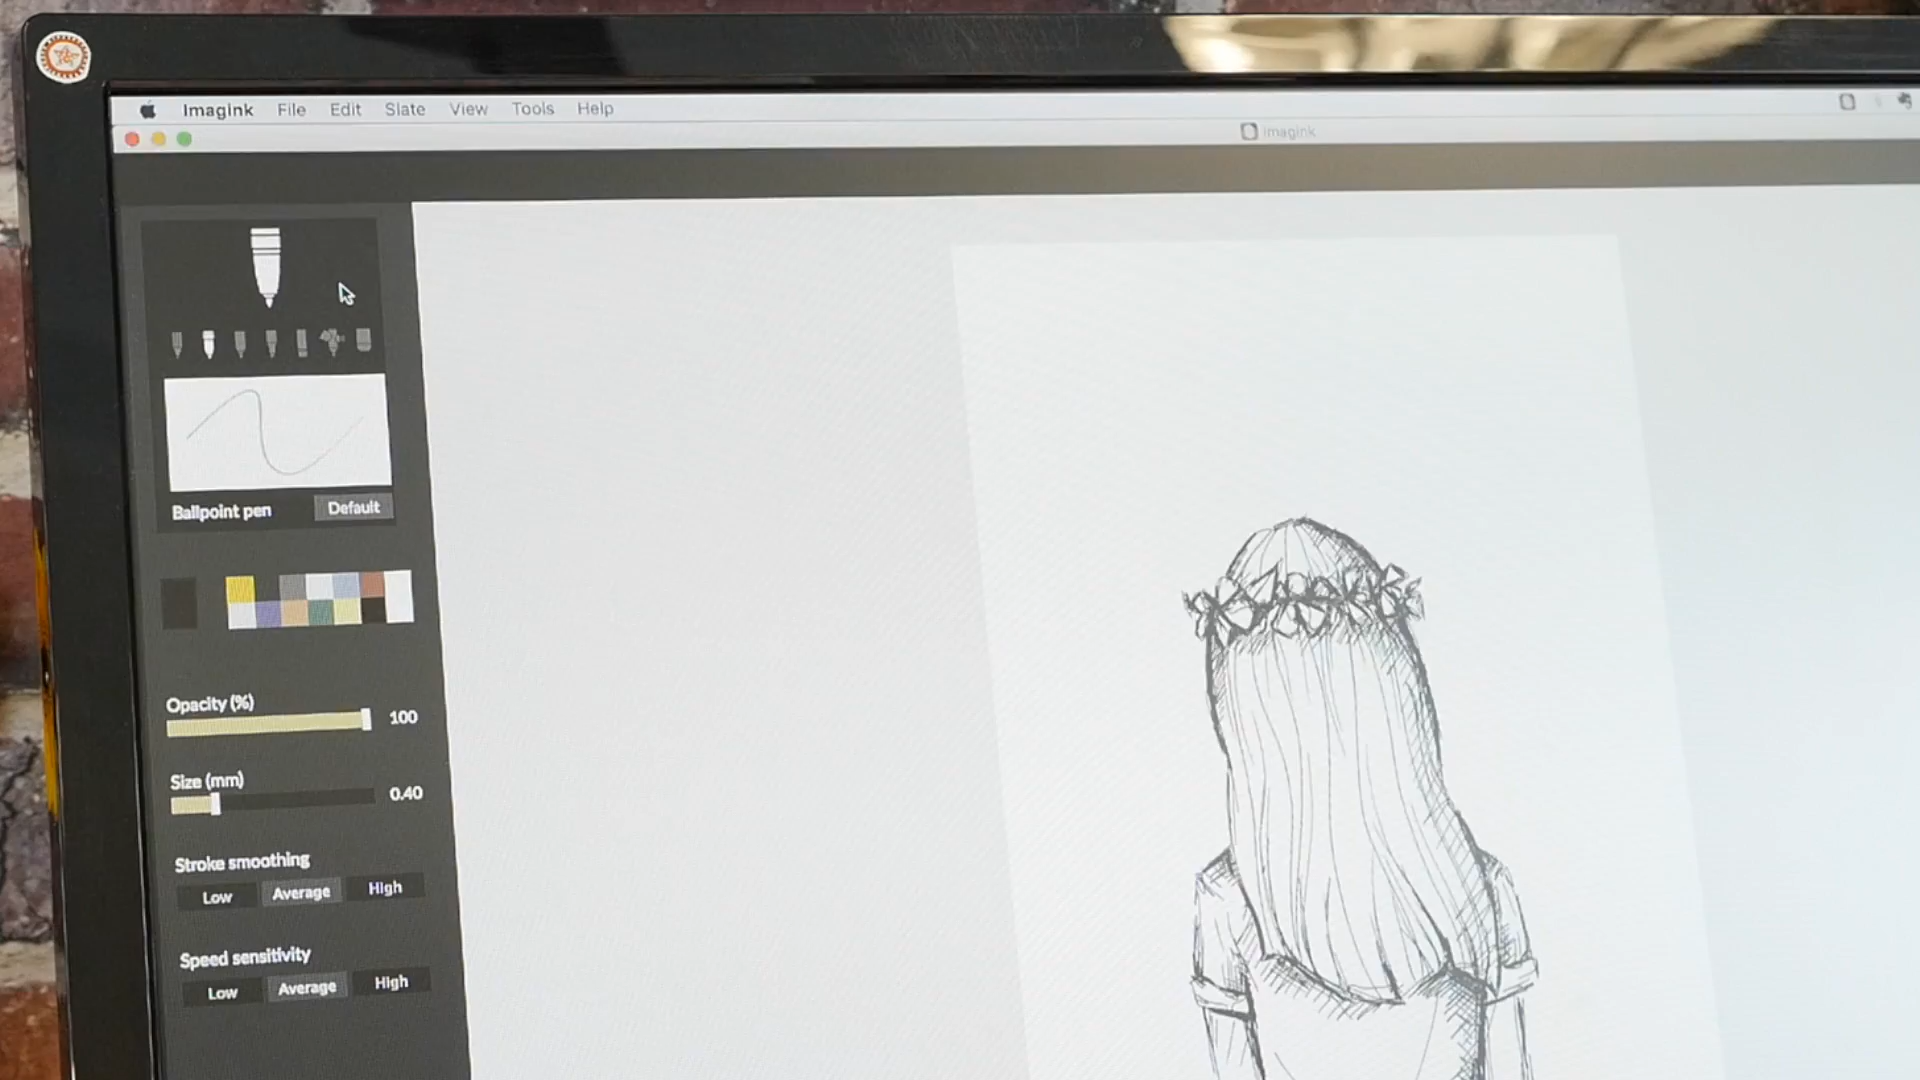 Imagink File Edit Slate View Tools Help
imagink
Ballpoint pen Default
Opacity (%)
100
Size (mm)
0.40
Stroke smoothing
Low Average High
Speed sensitivity
Low Average High